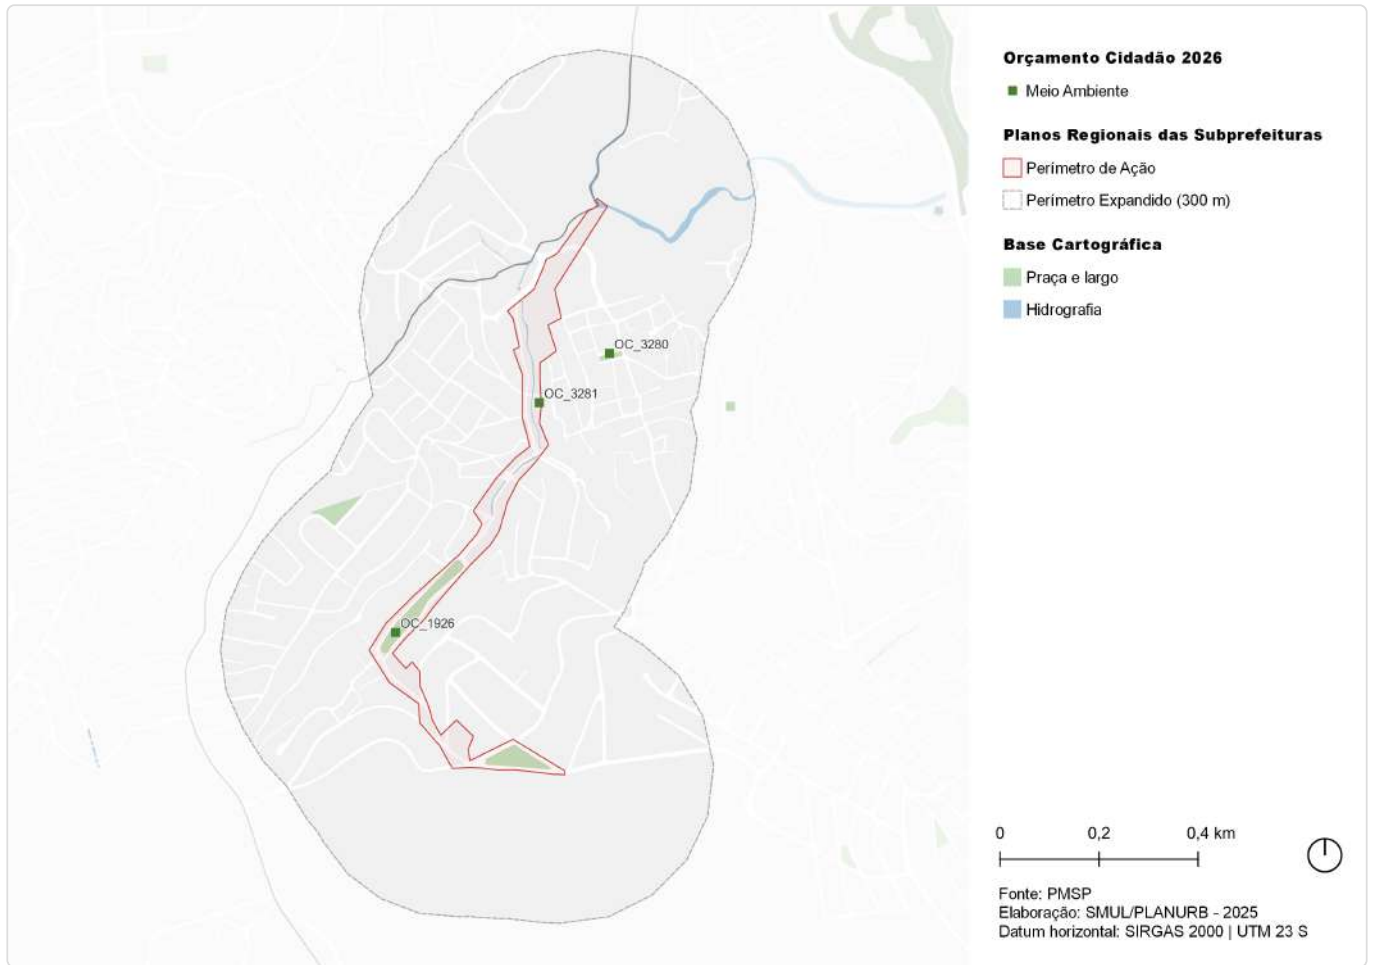 Orçamento Cidadão 2026
Meio Ambiente
Planos Regionais das Subprefeituras
Perímetro de Ação
Perímetro Expandido (300 m)
Base Cartográfica
Praça e largo
Hidrografia
OC_3280
OC_3281
OC_1926
0 0,2 0,4 km
Fonte: PMSP
Elaboração: SMUL/PLANURB - 2025
Datum horizontal: SIRGAS 2000 | UTM 23 S